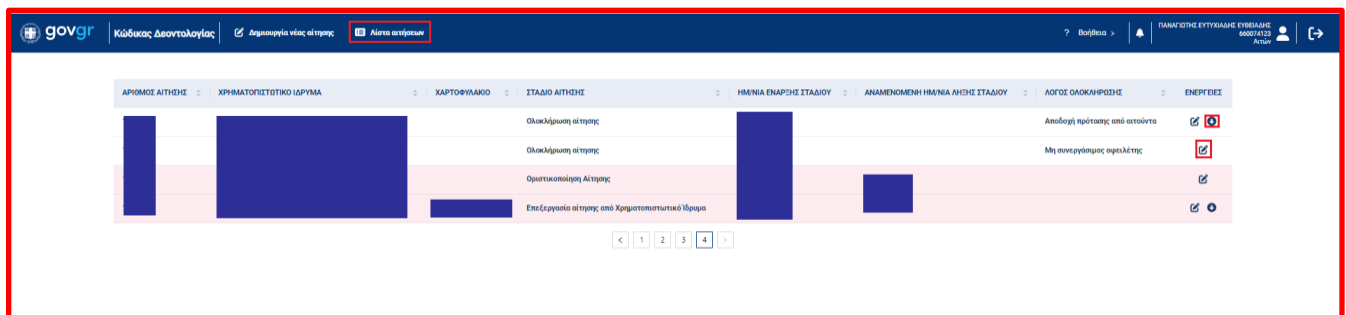 govgr Κώδικας Δεοντολογίας Δημιουργία νέας αίτησης Λίστα αιτήσεων ? Βοήθεια > ΠΑΝΑΓΙΩΤΗΣ ΕΥΤΥΧΙΑΔΗΣ ΕΥΘΕΙΑΔΗΣ
660074123
Αιτών
ΑΡΙΘΜΟΣ ΑΙΤΗΣΗΣ ΧΡΗΜΑΤΟΠΙΣΤΩΤΙΚΟ ΙΔΡΥΜΑ ΧΑΡΤΟΦΥΛΑΚΙΟ ΣΤΑΔΙΟ ΑΙΤΗΣΗΣ ΗΜ/ΝΙΑ ΕΝΑΡΞΗΣ ΣΤΑΔΙΟΥ ΑΝΑΜΕΝΟΜΕΝΗ ΗΜ/ΝΙΑ ΛΗΞΗΣ ΣΤΑΔΙΟΥ ΛΟΓΟΣ ΟΛΟΚΛΗΡΩΣΗΣ ΕΝΕΡΓΕΙΕΣ
Ολοκλήρωση αίτησης Αποδοχή πρότασης από αιτούντα
Ολοκλήρωση αίτησης Μη συνεργάσιμος οφειλέτης
Οριστικοποίηση Αίτησης
Επεξεργασία αίτησης από Χρηματοπιστωτικό Ίδρυμα
< 1 2 3 4 >